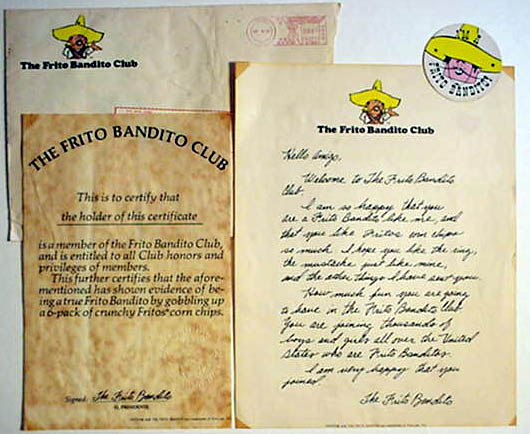 The Frito Bandito Club
THE FRITO BANDITO CLUB
This is to certify that
the holder of this certificate
is a member of the Frito Bandito Club,
and is entitled to all Club honors and
privileges of members.
This further certifies that the afore-
mentioned has shown evidence of be-
ing a true Frito Bandito by gobbling up
a 6-pack of crunchy Fritos® corn chips.
Signed: The Frito Bandito
EL PRESIDENTE
FRITO BANDITO
The Frito Bandito Club
Hello Amigo,
Welcome to The Frito Bandito
Club.
I am so happy that you
are a Frito Bandito like me, and
that you like Fritos corn chips
so much. I hope you like the ring,
the mustache just like mine,
and the other things I have sent you.
How much fun you are going
to have in the Frito Bandito Club.
You are joining thousands of
boys and girls all over the United
States who are Frito Banditos.
I am very happy that you
joined.
The Frito Bandito